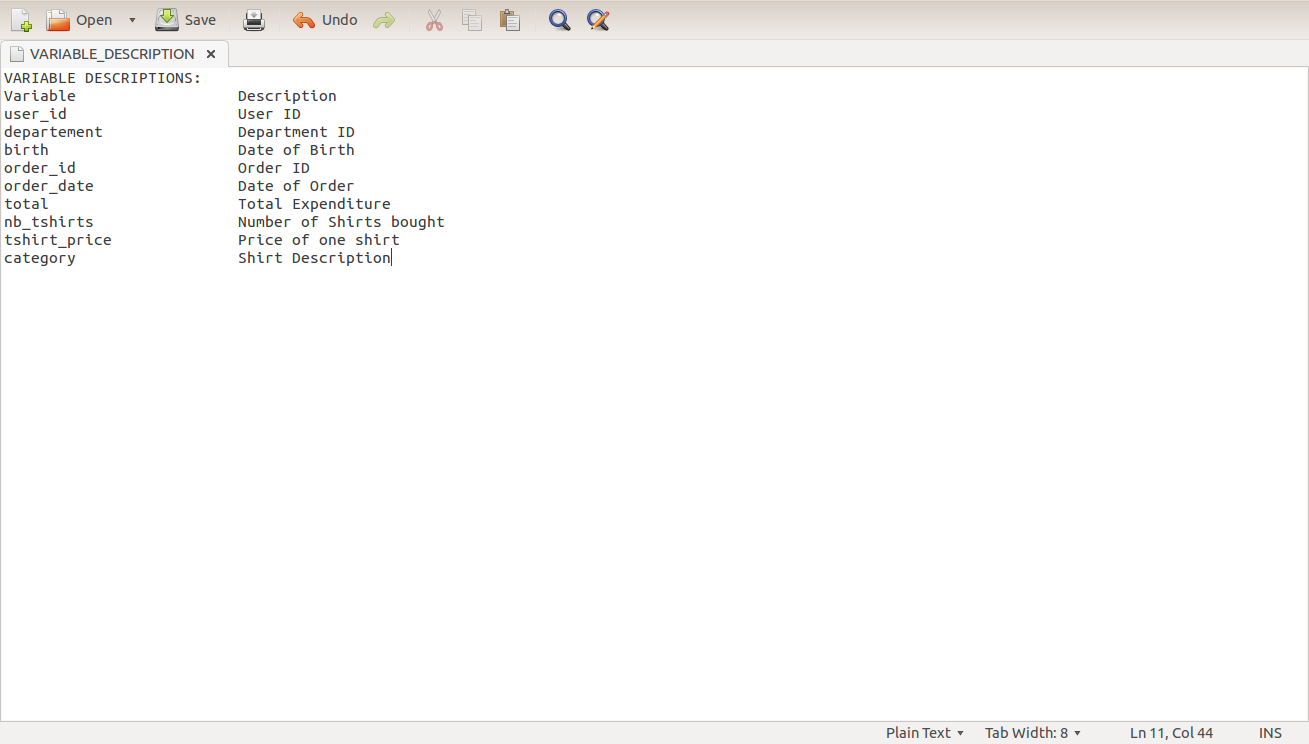 Open Save Undo
VARIABLE_DESCRIPTION
VARIABLE DESCRIPTIONS:
Variable Description
user_id User ID
departement Department ID
birth Date of Birth
order_id Order ID
order_date Date of Order
total Total Expenditure
nb_tshirts Number of Shirts bought
tshirt_price Price of one shirt
category Shirt Description
Plain Text Tab Width: 8 Ln 11, Col 44 INS